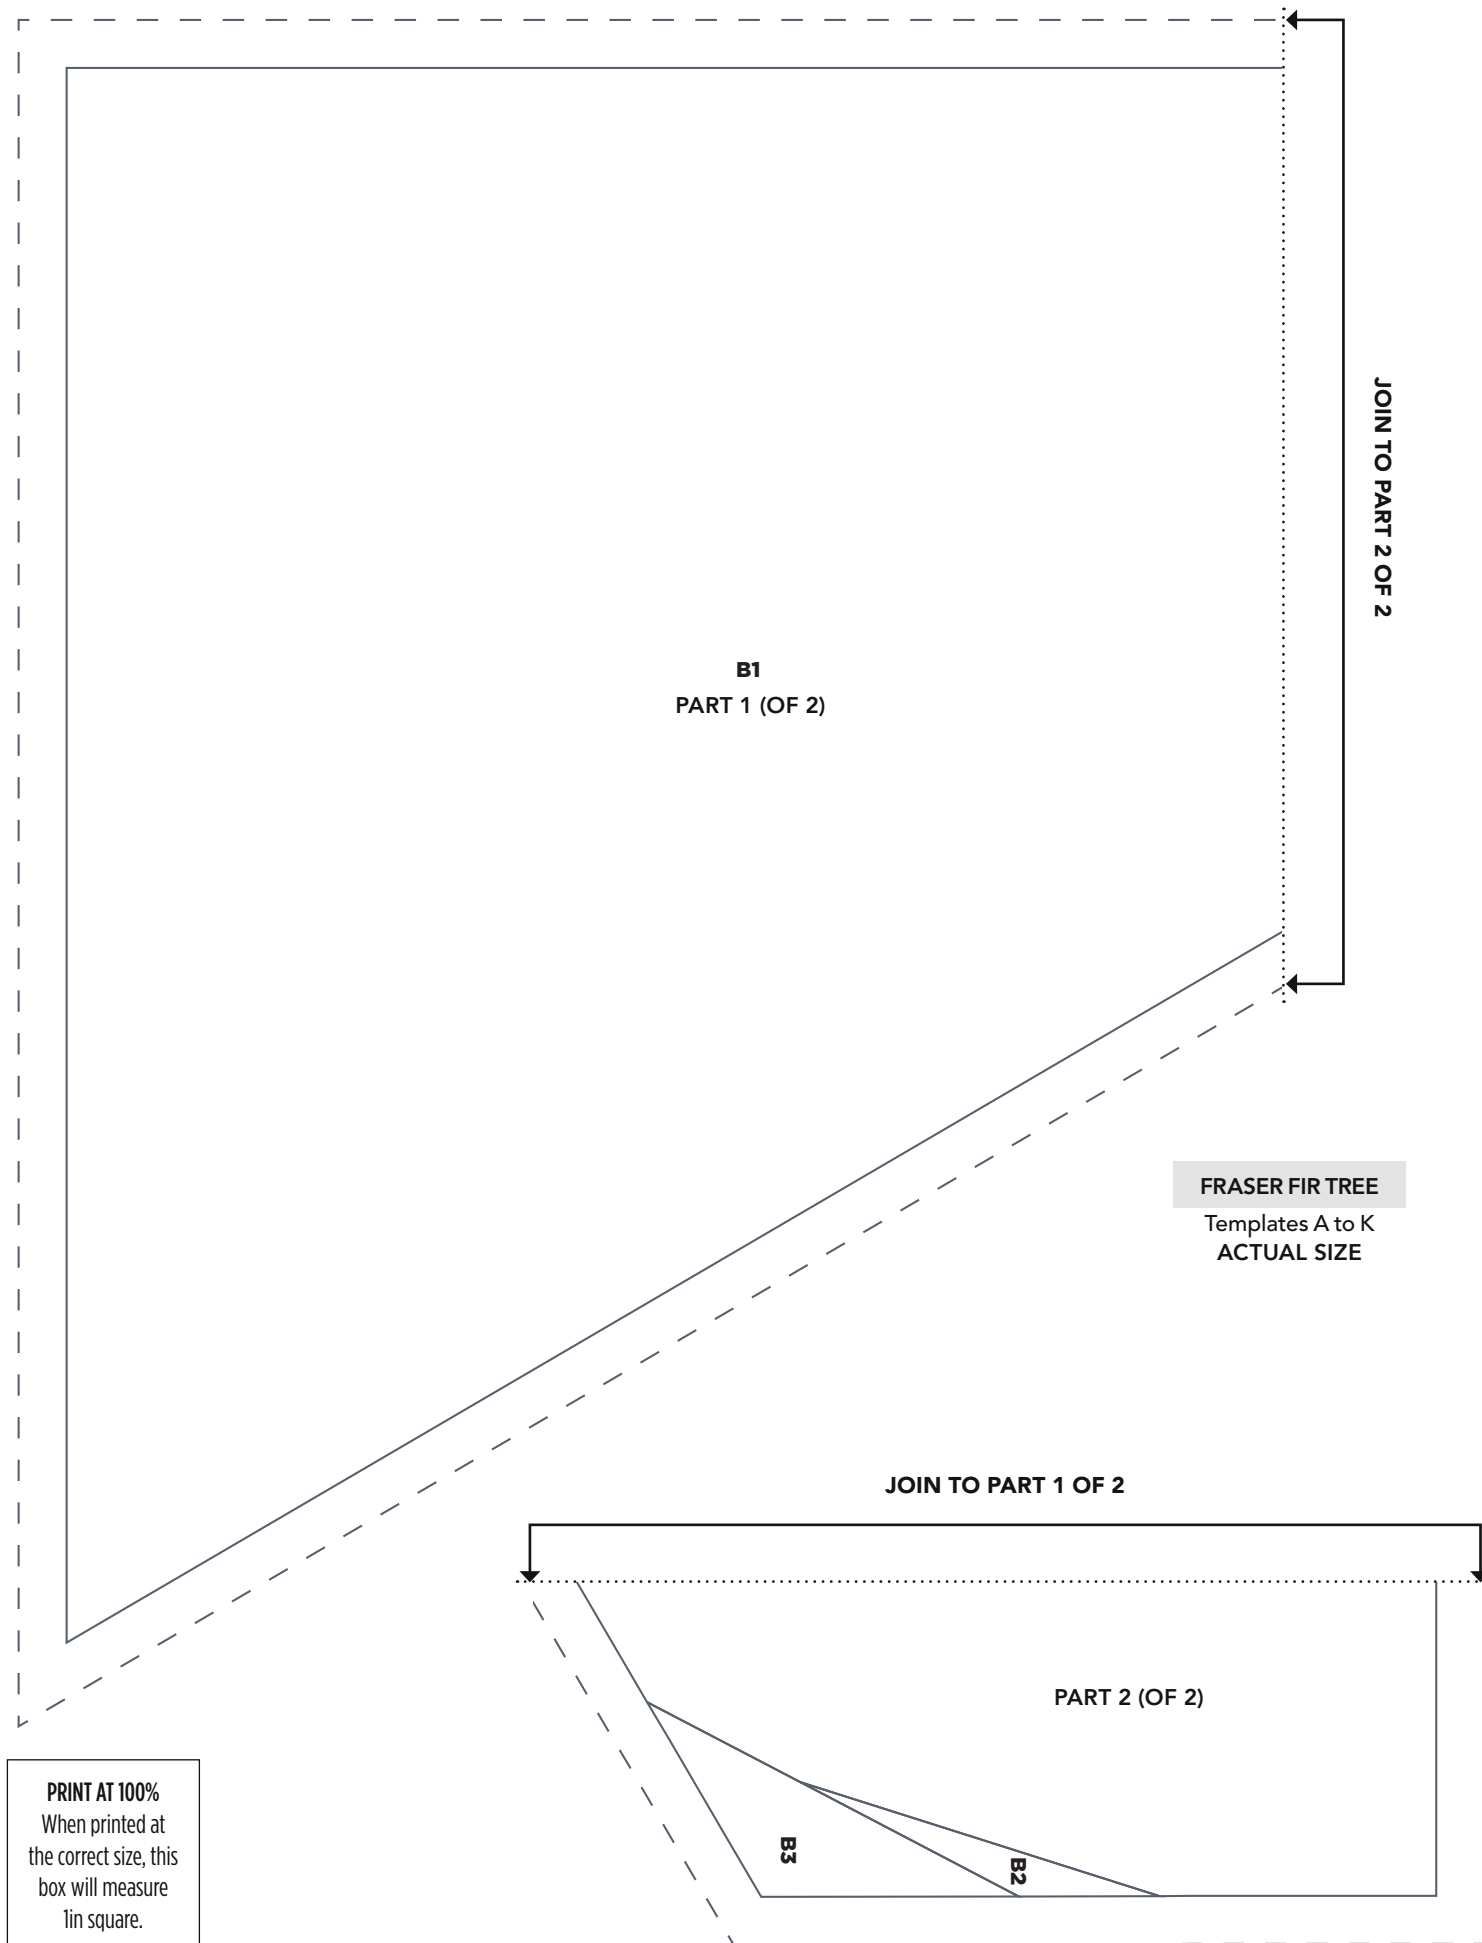 JOIN TO PART 2 OF 2
B1
PART 1 (OF 2)
FRASER FIR TREE
Templates A to K
ACTUAL SIZE
JOIN TO PART 1 OF 2
PART 2 (OF 2)
B3
B2
PRINT AT 100%
When printed at
the correct size, this
box will measure
1in square.